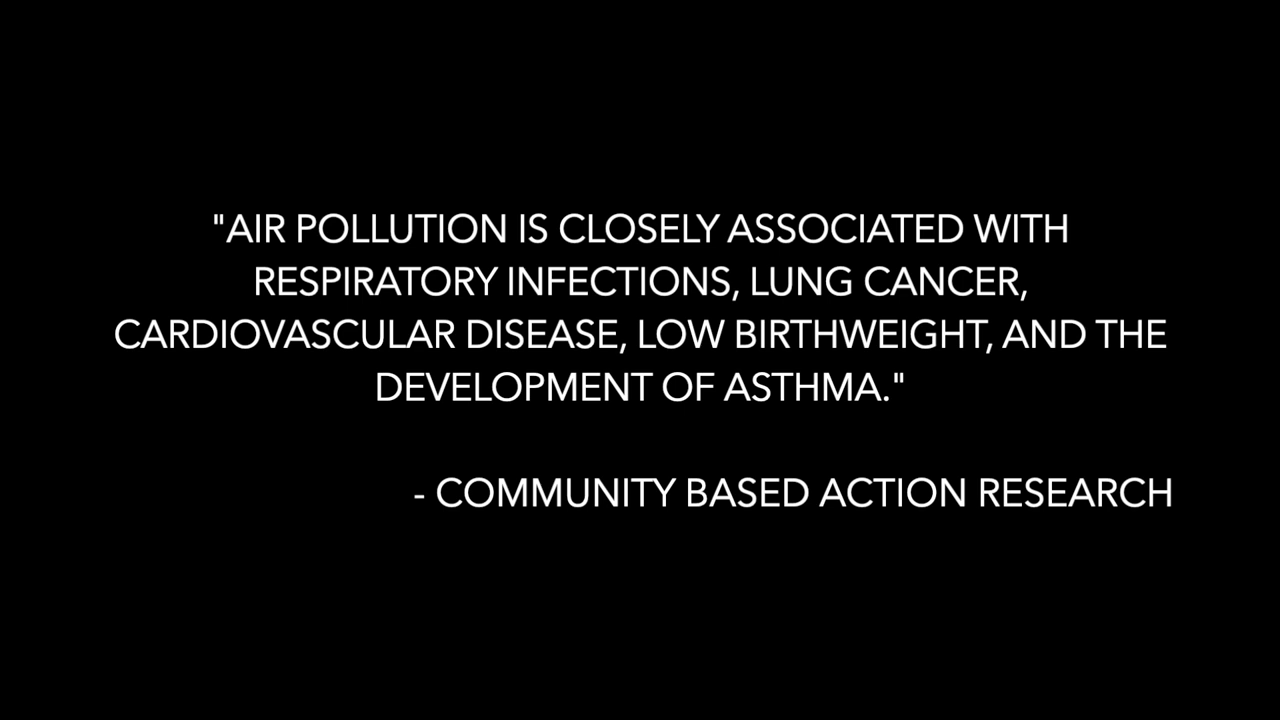 "AIR POLLUTION IS CLOSELY ASSOCIATED WITH
RESPIRATORY INFECTIONS, LUNG CANCER,
CARDIOVASCULAR DISEASE, LOW BIRTHWEIGHT, AND THE
DEVELOPMENT OF ASTHMA."
- COMMUNITY BASED ACTION RESEARCH